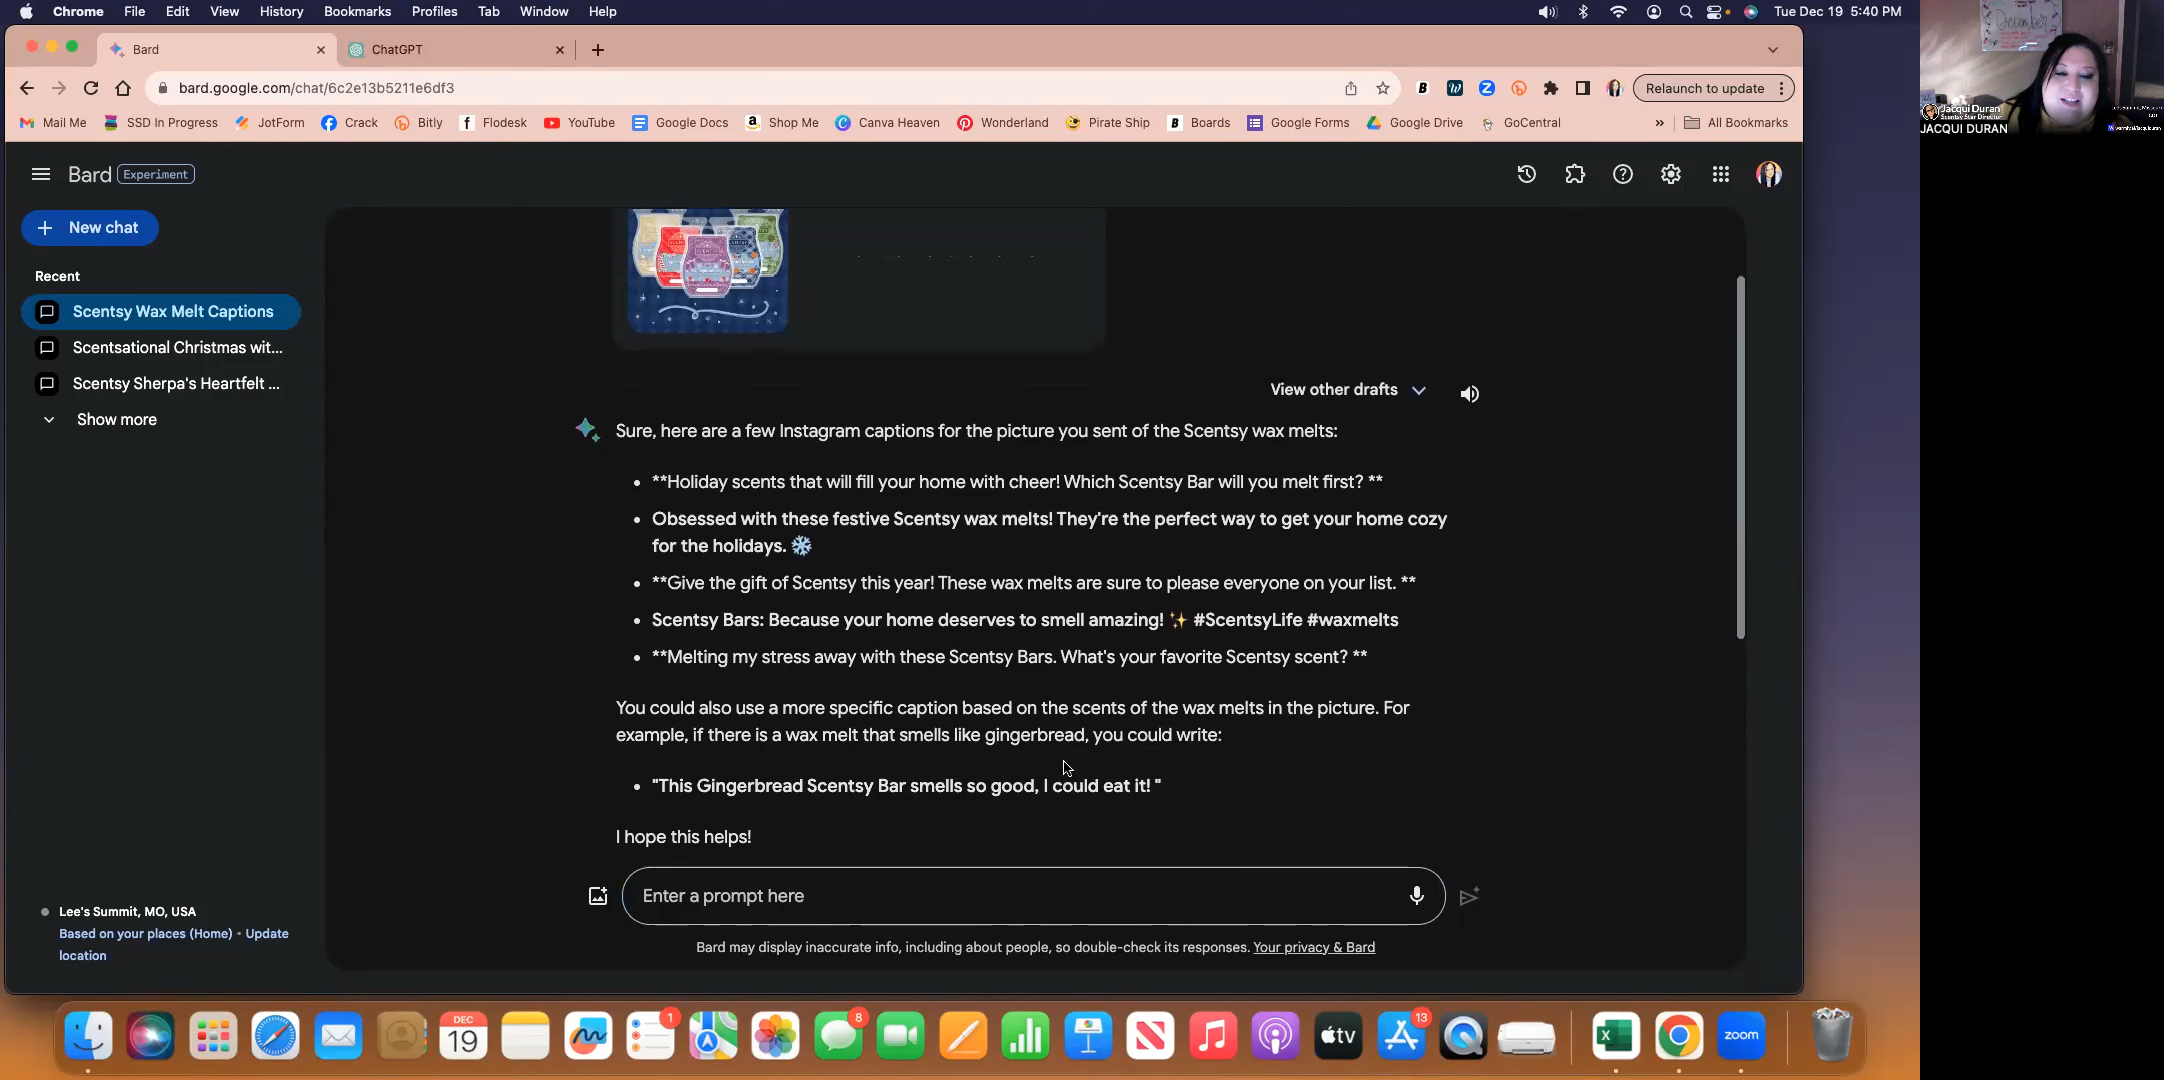 Chrome File Edit View History Bookmarks Profiles Tab Window Help
Tue Dec 19 5:40 PM
Bard
ChatGPT
bard.google.com/chat/6c2e13b5211e6df3
Relaunch to update
Mail Me SSD In Progress JotForm Crack Bitly Flodesk YouTube Google Docs Shop Me Canva Heaven Wonderland Pirate Ship Boards Google Forms Google Drive GoCentral » All Bookmarks
Bard Experiment
New chat
Recent
Scentsy Wax Melt Captions
Scentsational Christmas wit...
Scentsy Sherpa's Heartfelt ...
Show more
Lee's Summit, MO, USA
Based on your places (Home) • Update
location
View other drafts
Sure, here are a few Instagram captions for the picture you sent of the Scentsy wax melts:
• **Holiday scents that will fill your home with cheer! Which Scentsy Bar will you melt first? **
• Obsessed with these festive Scentsy wax melts! They're the perfect way to get your home cozy
for the holidays. ❄️
• **Give the gift of Scentsy this year! These wax melts are sure to please everyone on your list. **
• Scentsy Bars: Because your home deserves to smell amazing! ✨ #ScentsyLife #waxmelts
• **Melting my stress away with these Scentsy Bars. What's your favorite Scentsy scent? **
You could also use a more specific caption based on the scents of the wax melts in the picture. For
example, if there is a wax melt that smells like gingerbread, you could write:
• "This Gingerbread Scentsy Bar smells so good, I could eat it! "
I hope this helps!
Enter a prompt here
Bard may display inaccurate info, including about people, so double-check its responses. Your privacy & Bard
DEC
19
1
8
13
tv
zoom
December
Jacqui Duran
Scentsy Star Director
JACQUI DURAN